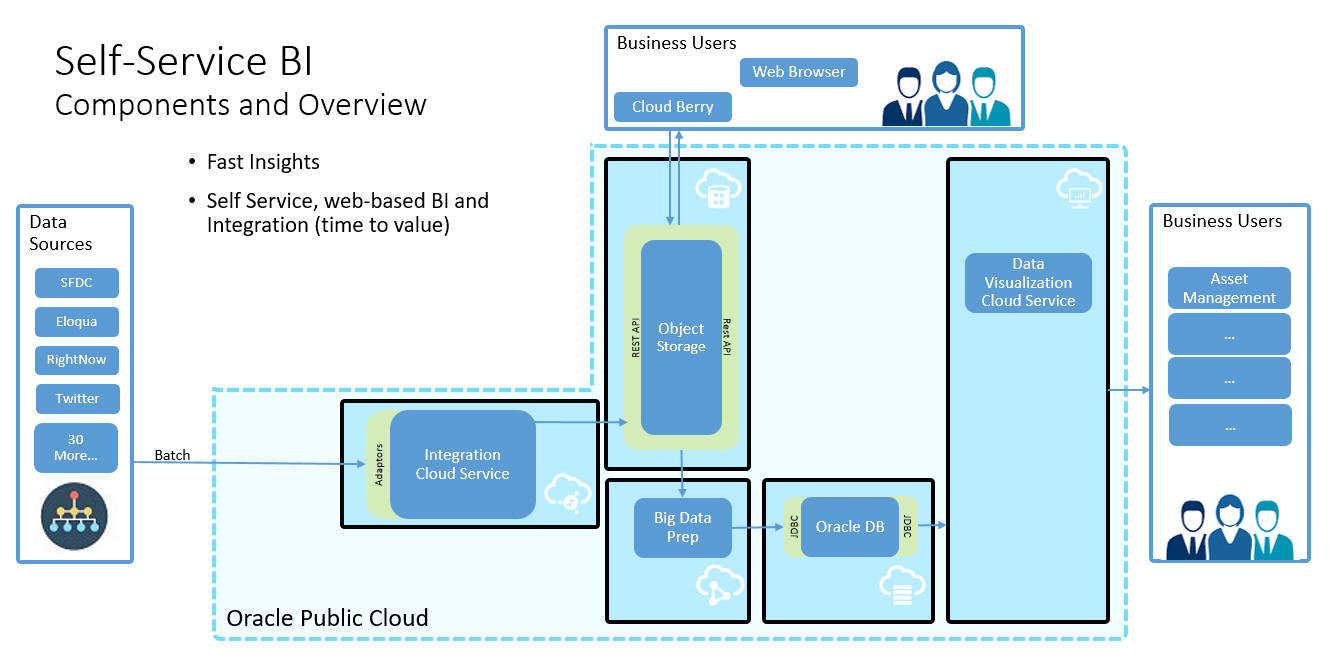 Self-Service BI
Components and Overview
• Fast Insights
• Self Service, web-based BI and
Integration (time to value)
Business Users
Web Browser
Cloud Berry
Data
Sources
SFDC
Eloqua
RightNow
Twitter
30
More...
Batch
Adaptors
Integration
Cloud Service
REST API
Object
Storage
Rest API
Big Data
Prep
JDBC
Oracle DB
JDBC
Data
Visualization
Cloud Service
Oracle Public Cloud
Business Users
Asset
Management
...
...
...